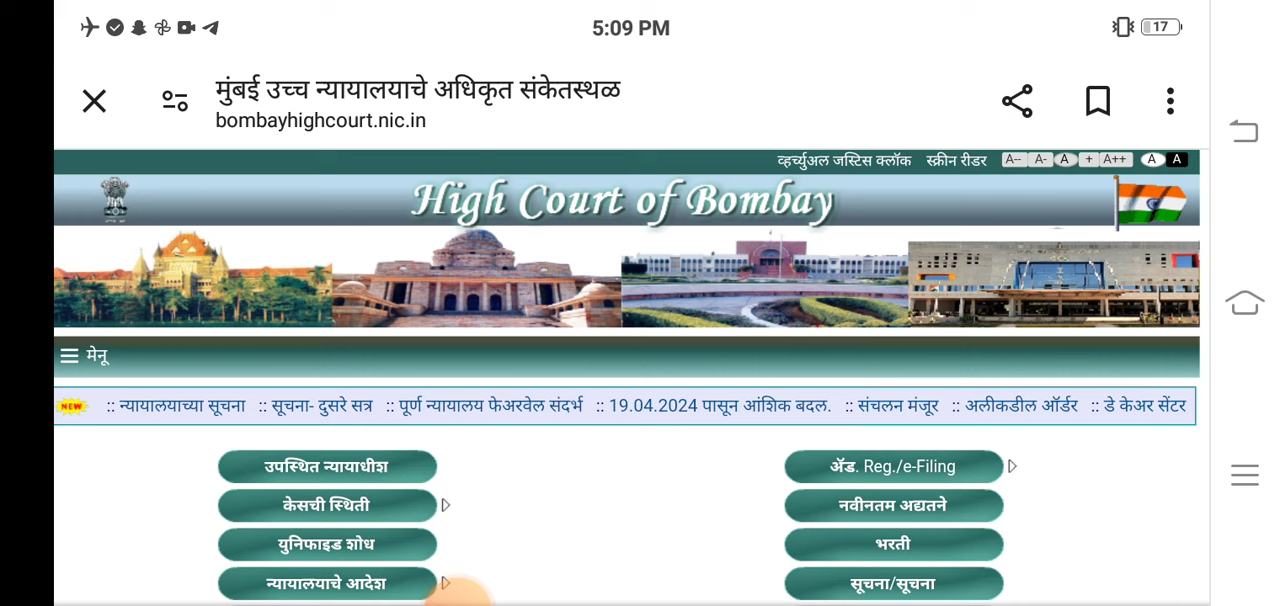 5:09 PM
17
मुंबई उच्च न्यायालयाचे अधिकृत संकेतस्थळ
bombayhighcourt.nic.in
व्हर्च्युअल जस्टिस क्लॉक स्क्रीन रीडर A-- A- A + A++ A A
High Court of Bombay
मेनू
NEW :: न्यायालयाच्या सूचना :: सूचना- दुसरे सत्र :: पूर्ण न्यायालय फेअरवेल संदर्भ :: 19.04.2024 पासून आंशिक बदल. :: संचलन मंजूर :: अलीकडील ऑर्डर :: डे केअर सेंटर
उपस्थित न्यायाधीश
ॲड. Reg./e-Filing
केसची स्थिती
नवीनतम अद्यतने
युनिफाइड शोध
भरती
न्यायालयाचे आदेश
सूचना/सूचना